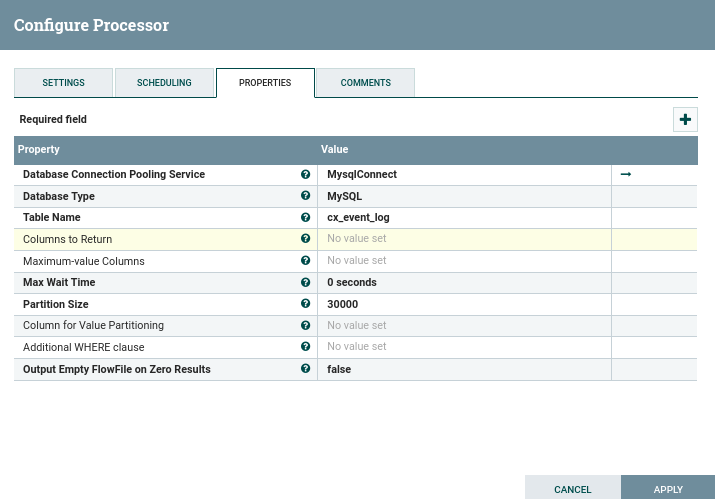 Configure Processor
SETTINGS SCHEDULING PROPERTIES COMMENTS
Required field
Property Value
Database Connection Pooling Service ? MysqlConnect
Database Type ? MySQL
Table Name ? cx_event_log
Columns to Return ? No value set
Maximum-value Columns ? No value set
Max Wait Time ? 0 seconds
Partition Size ? 30000
Column for Value Partitioning ? No value set
Additional WHERE clause ? No value set
Output Empty FlowFile on Zero Results ? false
CANCEL APPLY